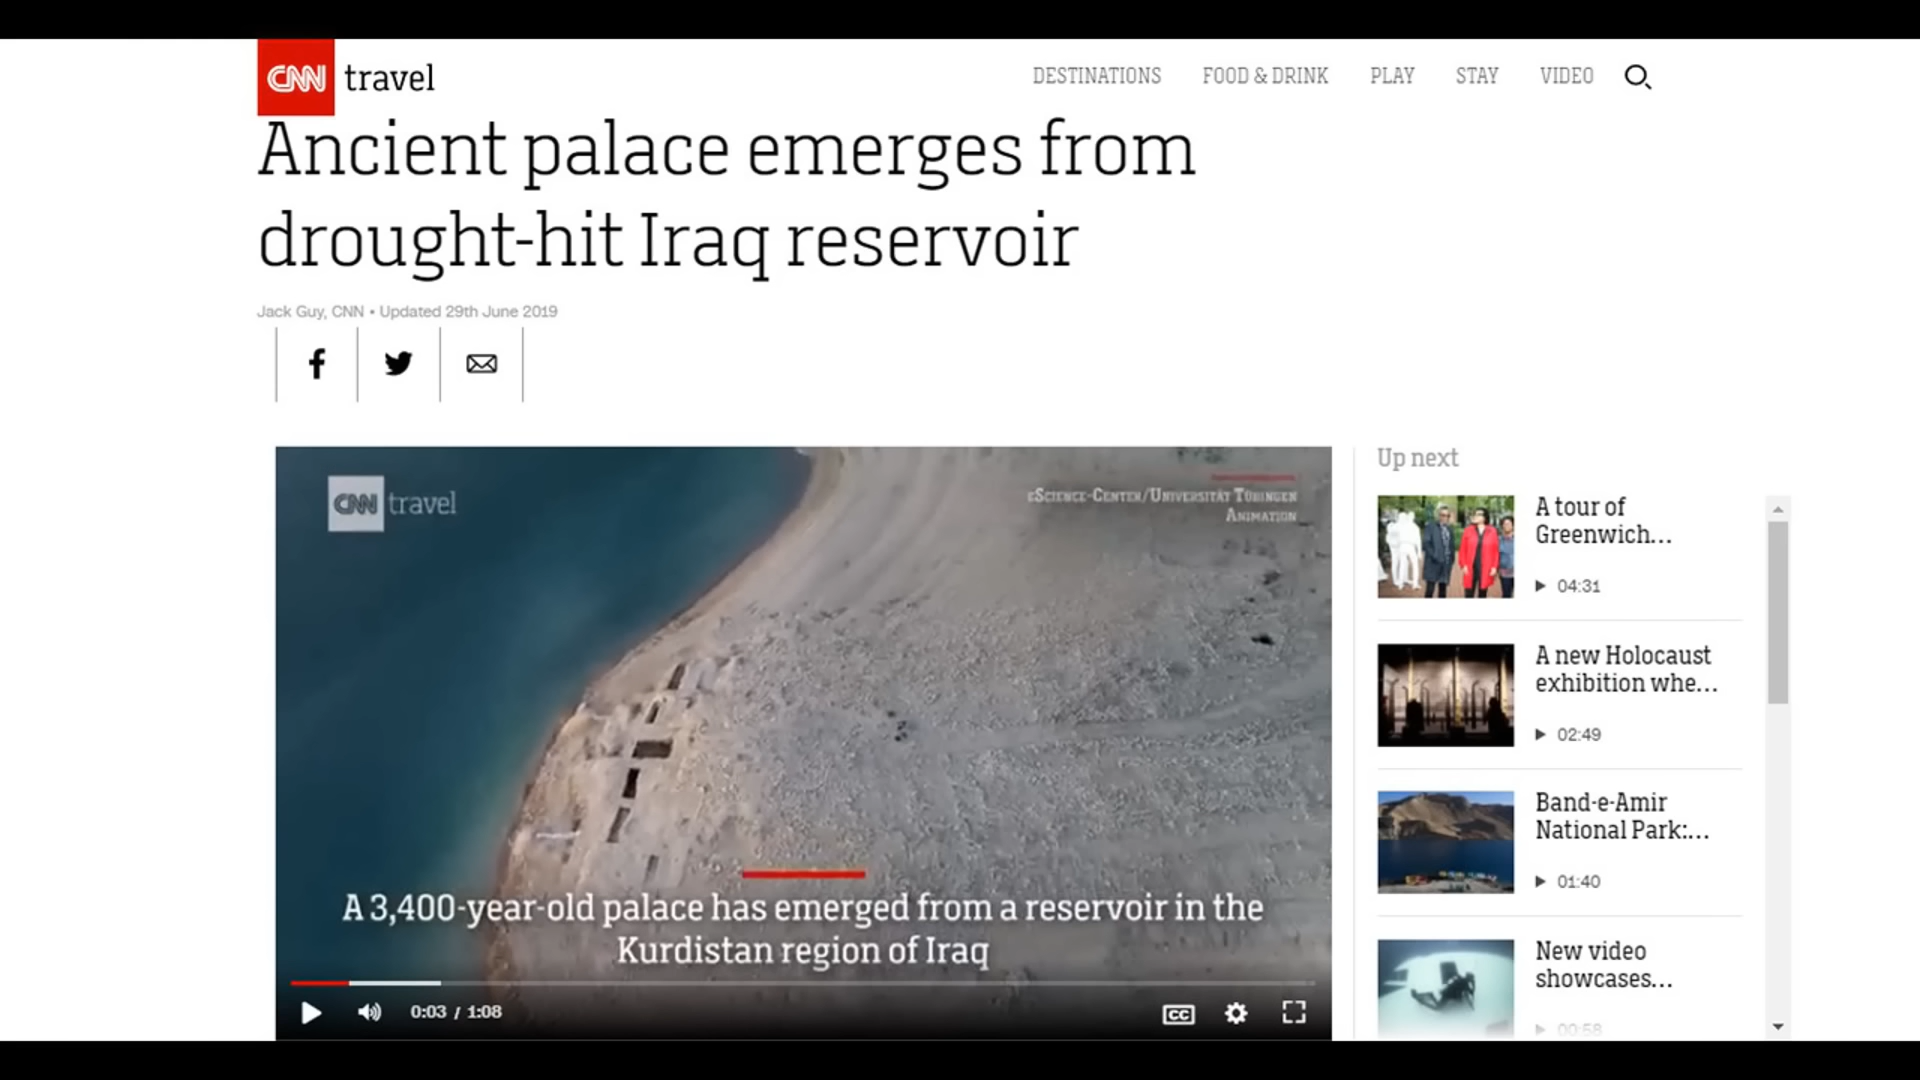 CNN travel
DESTINATIONS FOOD & DRINK PLAY STAY VIDEO
Ancient palace emerges from
drought-hit Iraq reservoir
Jack Guy, CNN • Updated 29th June 2019
CNN travel
eScience-Center/Universität Tübingen
Animation
A 3,400-year-old palace has emerged from a reservoir in the
Kurdistan region of Iraq
0:03 / 1:08
CC
Up next
A tour of
Greenwich...
04:31
A new Holocaust
exhibition whe...
02:49
Band-e-Amir
National Park:...
01:40
New video
showcases...
00:58